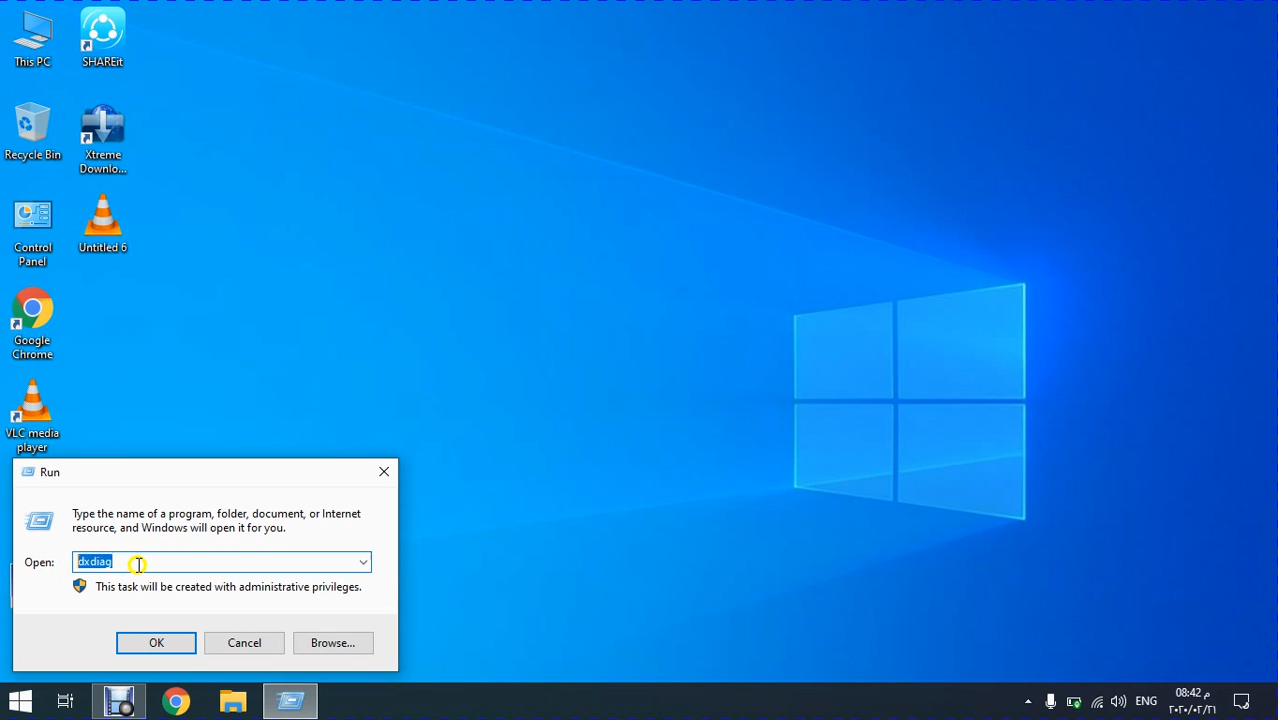 This PC
SHAREit
Recycle Bin
Xtreme
Downlo...
Control
Panel
Untitled 6
Google
Chrome
VLC media
player
Run
Type the name of a program, folder, document, or Internet
resource, and Windows will open it for you.
Open:
dxdiag
This task will be created with administrative privileges.
OK
Cancel
Browse...
ENG
08:42 م
٢٠٢٠/٠٢/٢١